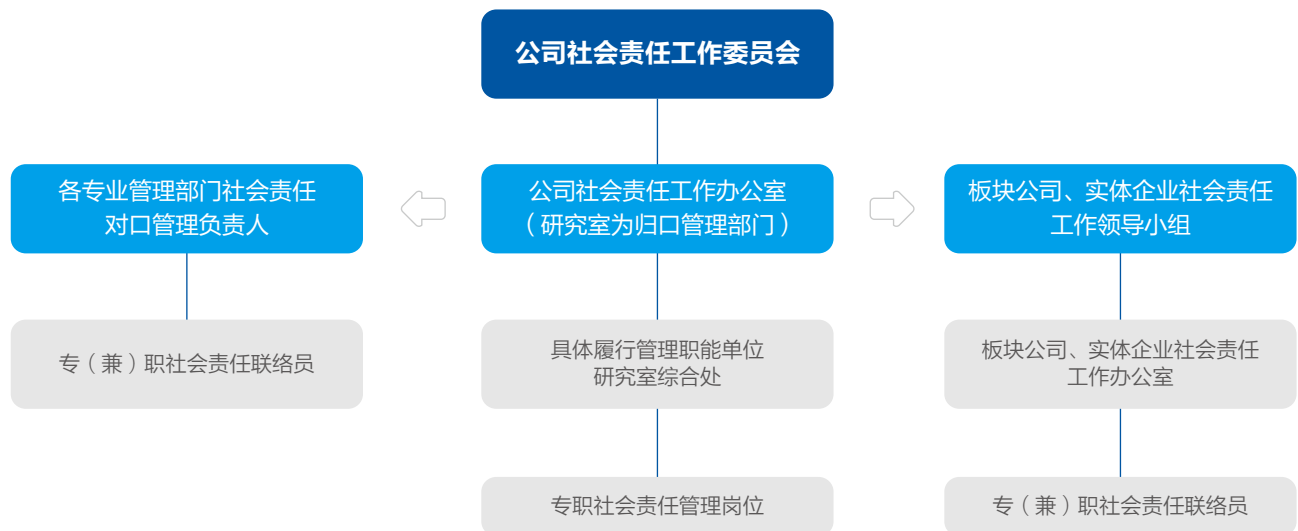 公司社会责任工作委员会
各专业管理部门社会责任
对口管理负责人
公司社会责任工作办公室
（研究室为归口管理部门）
板块公司、实体企业社会责任
工作领导小组
专（兼）职社会责任联络员
具体履行管理职能单位
研究室综合处
板块公司、实体企业社会责任
工作办公室
专职社会责任管理岗位
专（兼）职社会责任联络员